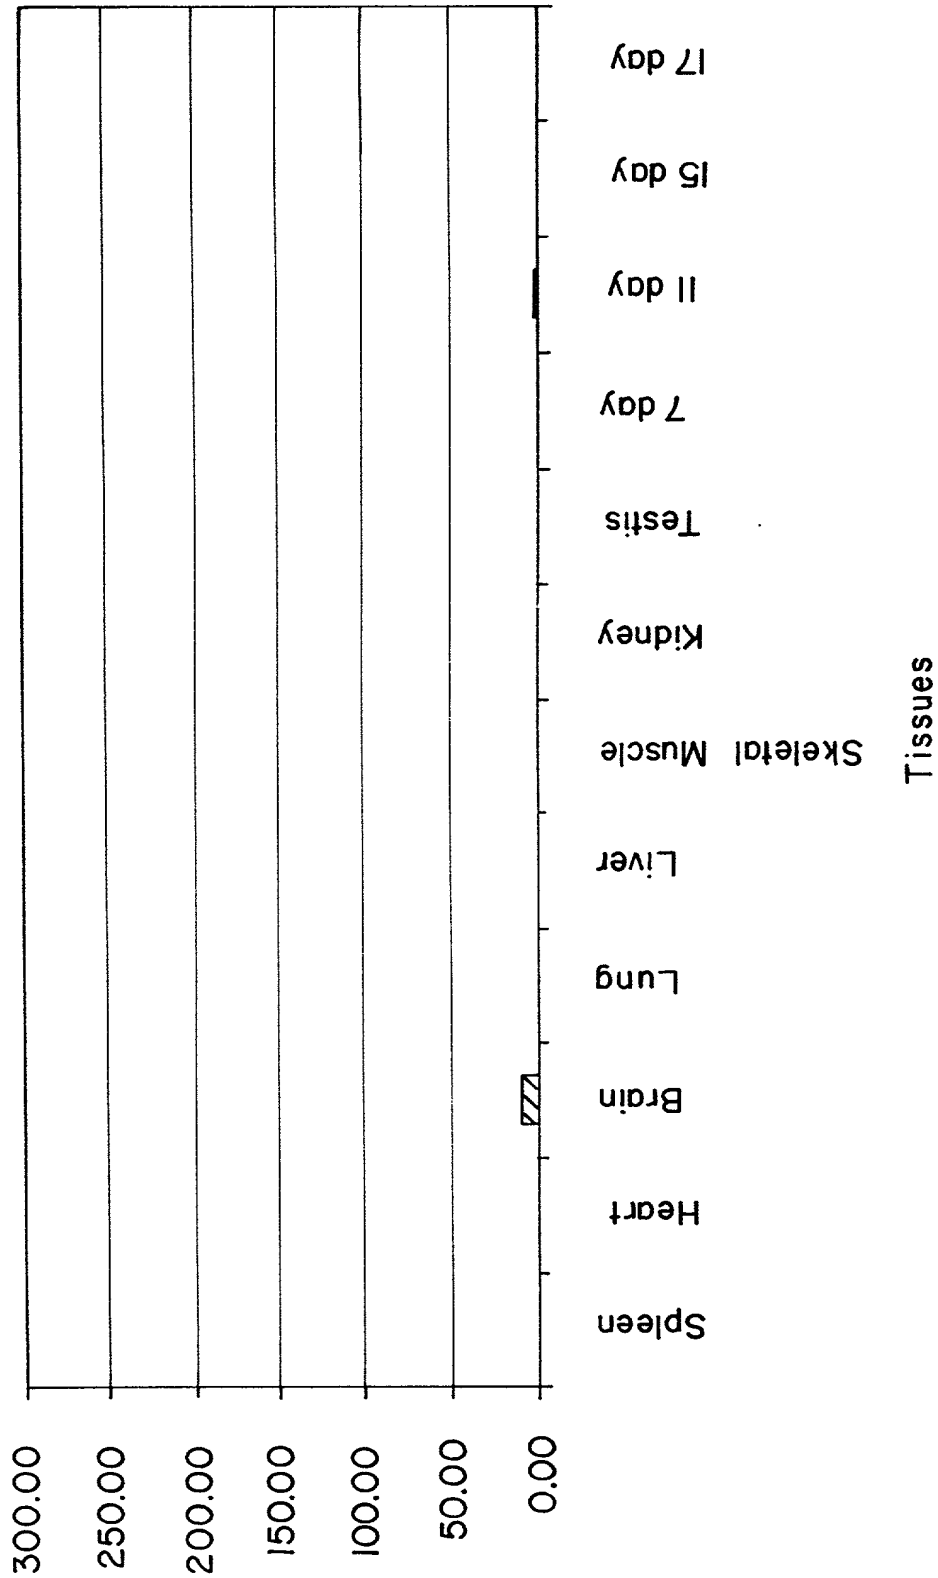 300.00
250.00
200.00
150.00
100.00
50.00
0.00
Spleen
Heart
Brain
Lung
Liver
Skeletal Muscle
Kidney
Testis
7 day
11 day
15 day
17 day
Tissues